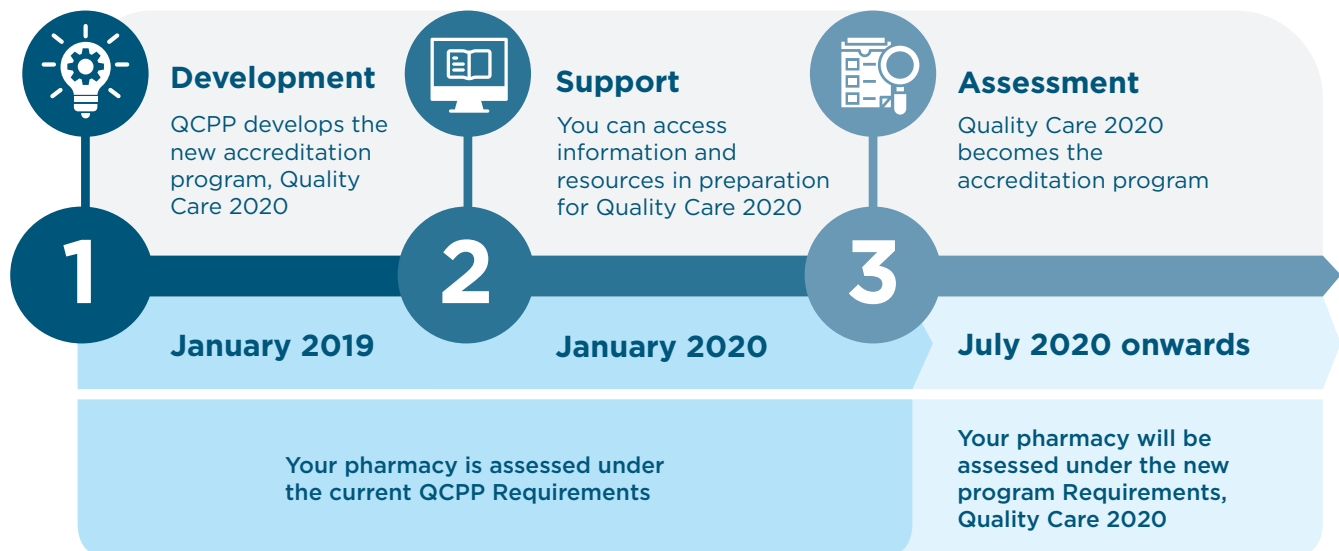 Development
QCPP develops the
new accreditation
program, Quality
Care 2020
Support
You can access
information and
resources in preparation
for Quality Care 2020
Assessment
Quality Care 2020
becomes the
accreditation program
1
2
3
January 2019
January 2020
July 2020 onwards
Your pharmacy is assessed under
the current QCPP Requirements
Your pharmacy will be
assessed under the new
program Requirements,
Quality Care 2020